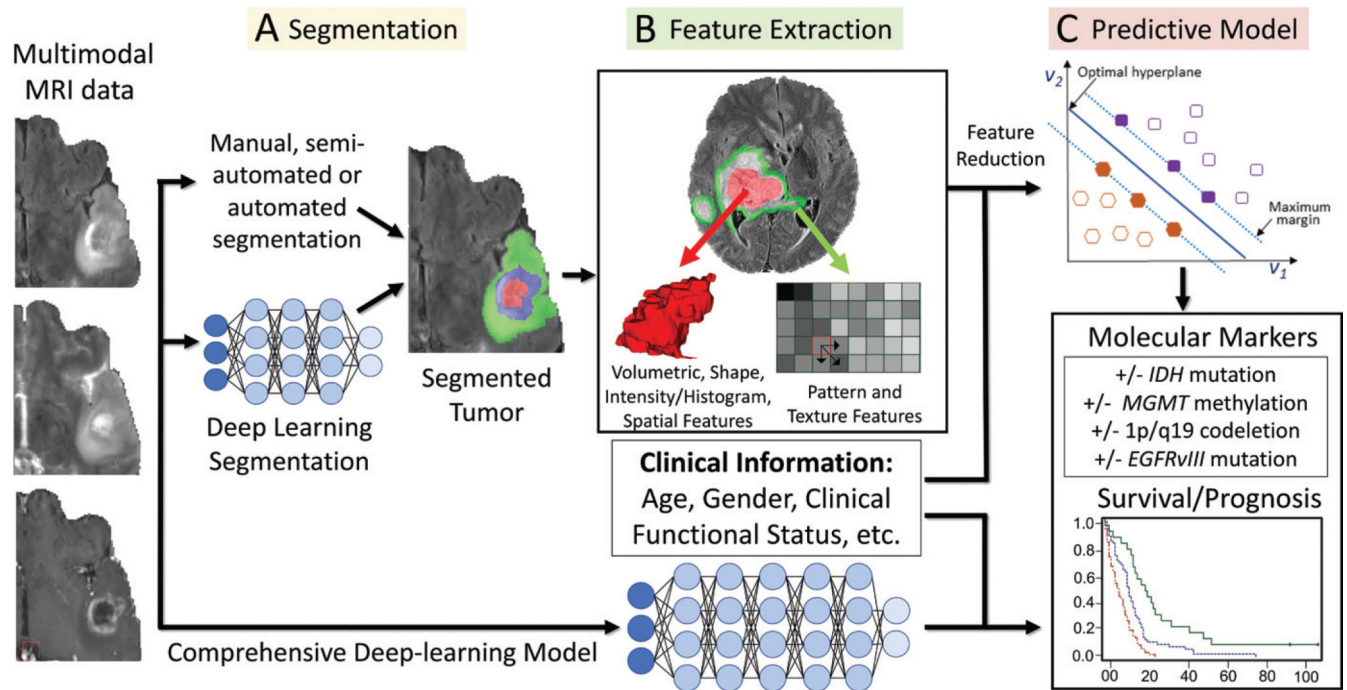 A Segmentation
B Feature Extraction
C Predictive Model
Multimodal
MRI data
Manual, semi-
automated or
automated
segmentation
Deep Learning
Segmentation
Segmented
Tumor
Volumetric, Shape,
Intensity/Histogram,
Spatial Features
Pattern and
Texture Features
Clinical Information:
Age, Gender, Clinical
Functional Status, etc.
Comprehensive Deep-learning Model
Feature
Reduction
V2
Optimal hyperplane
Maximum
margin
V1
Molecular Markers
+/- IDH mutation
+/- MGMT methylation
+/- 1p/q19 codeletion
+/- EGFRvIII mutation
Survival/Prognosis
1.0
0.8
0.6
0.4
0.2
0.0
00 20 40 60 80 100